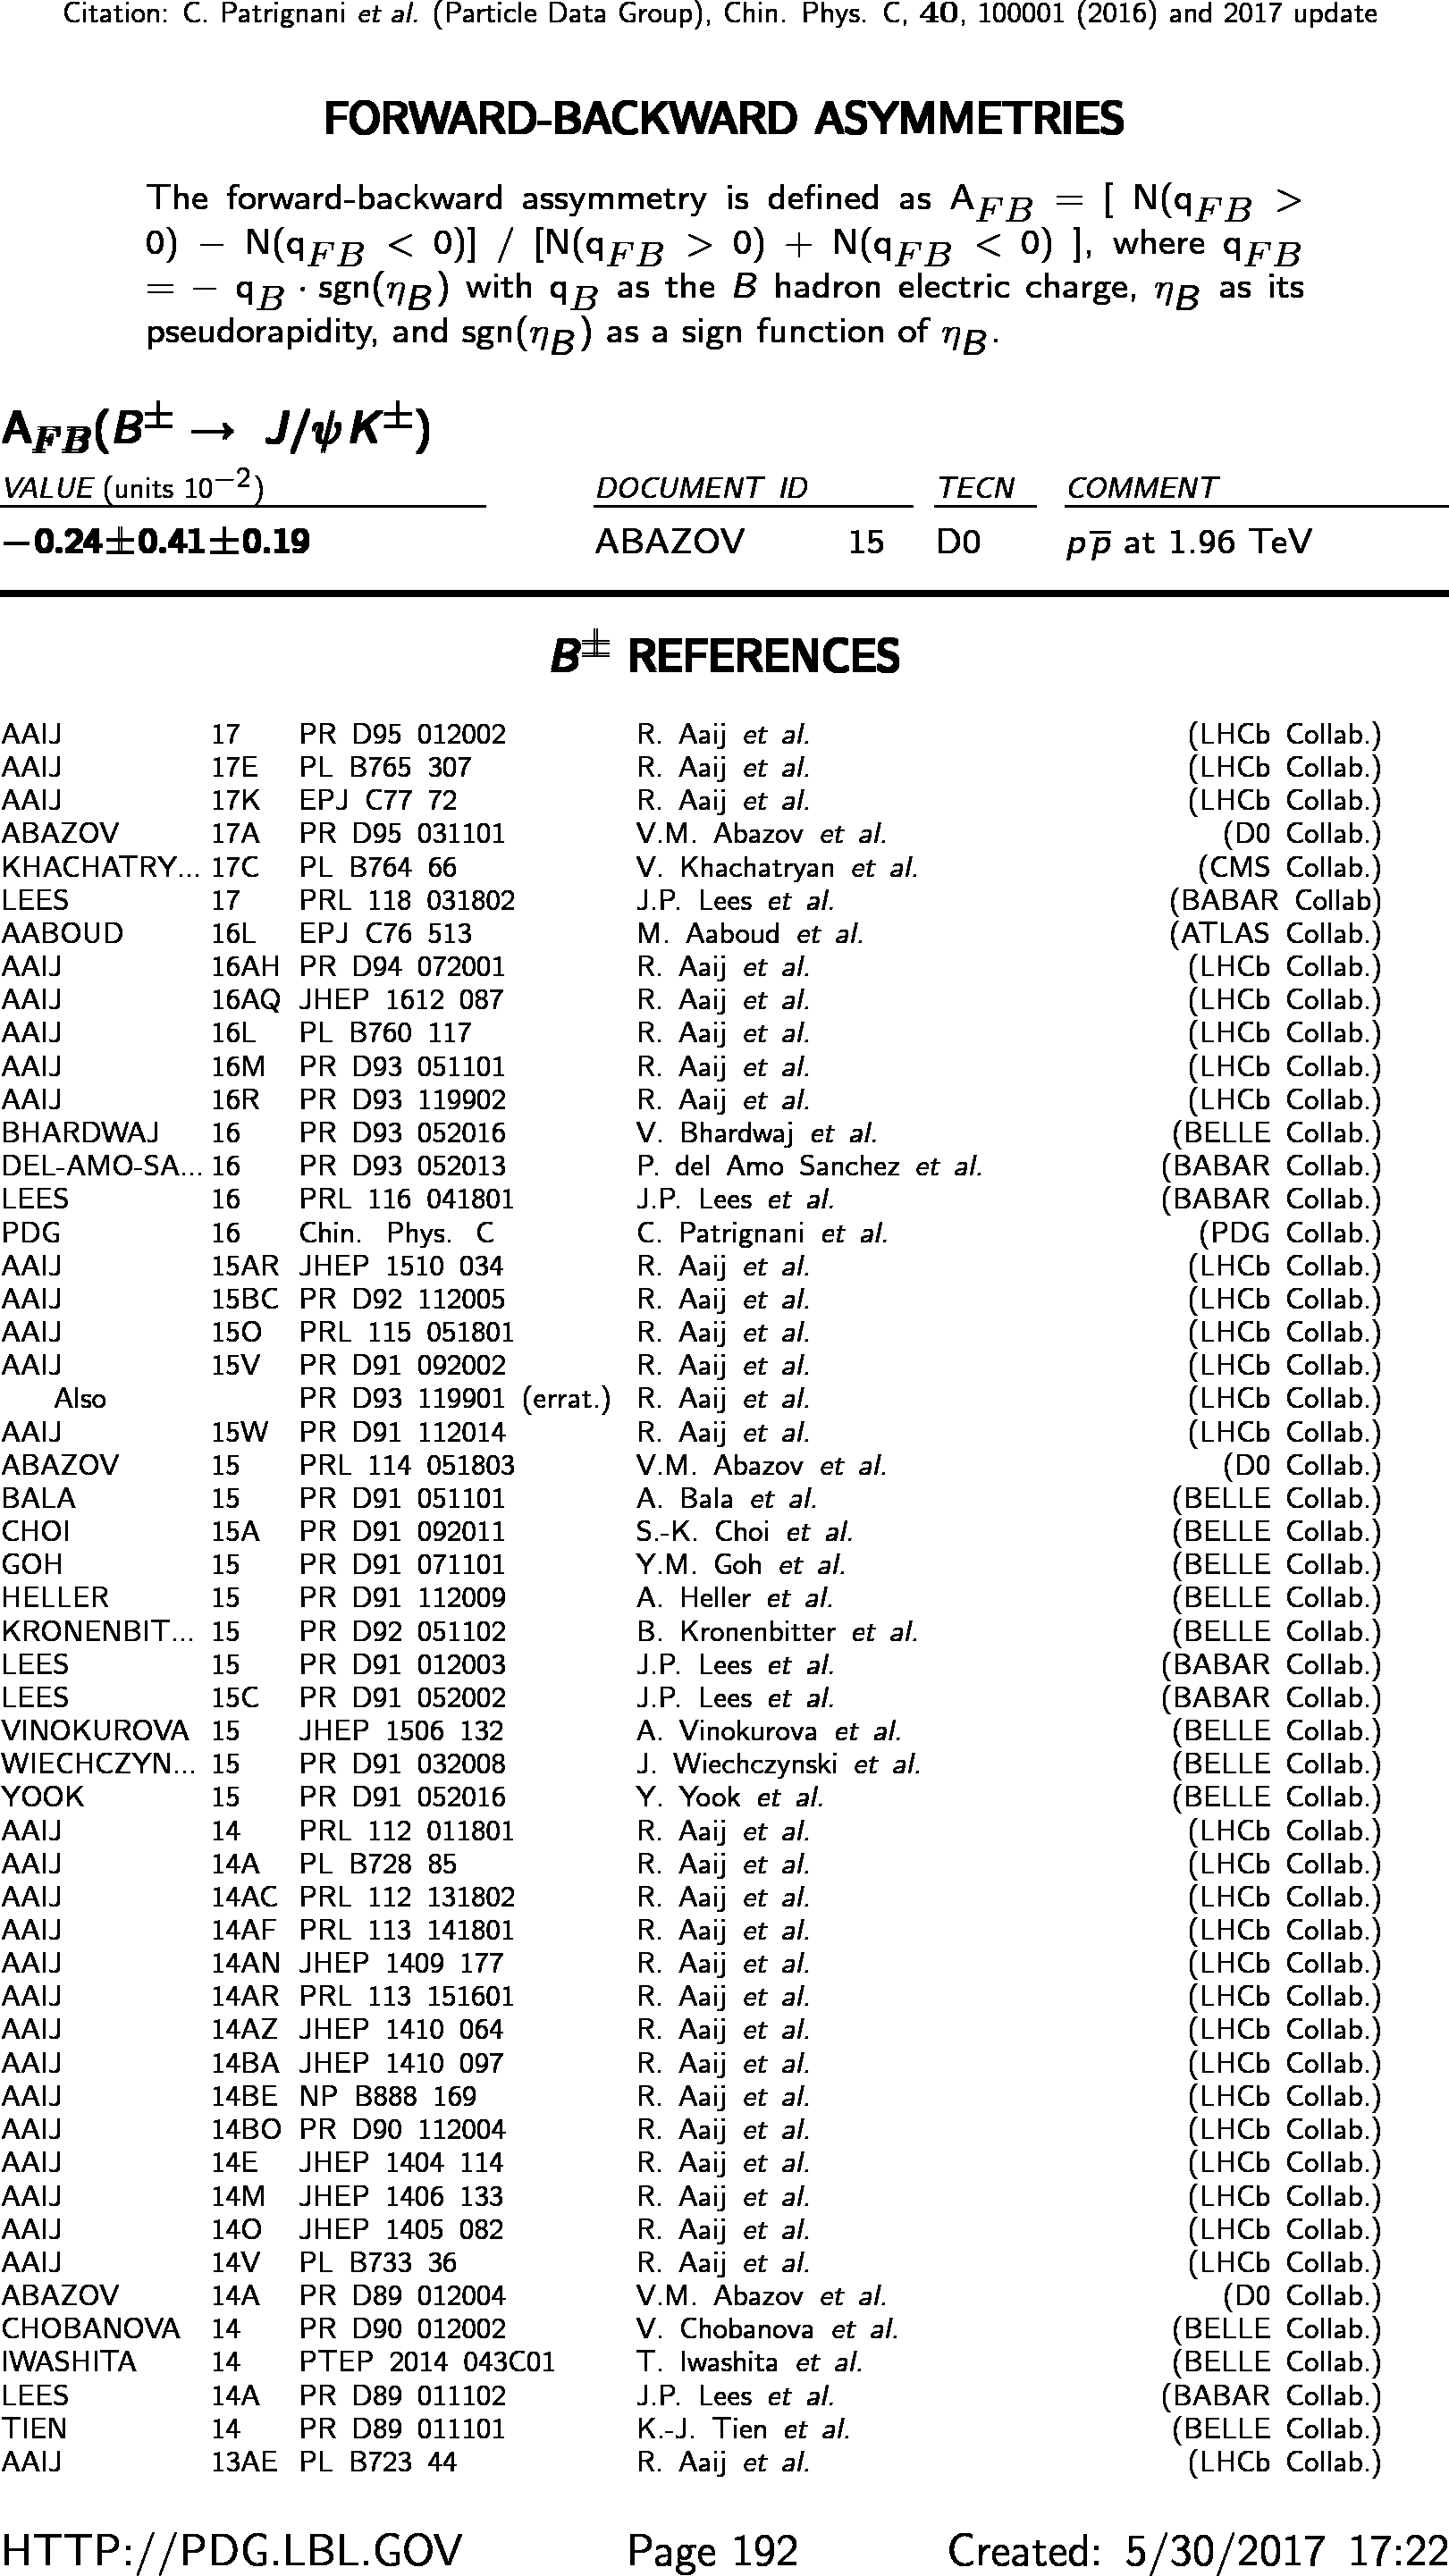 Citation: C. Patrignani et al. (Particle Data Group), Chin. Phys. C, 40, 100001 (2016) and 2017 update
FORWARD-BACKWARD ASYMMETRIES
The forward-backward assymmetry is defined as A_FB = [ N(q_FB >
0) − N(q_FB < 0)] / [N(q_FB > 0) + N(q_FB < 0) ], where q_FB
= − q_B · sgn(η_B) with q_B as the B hadron electric charge, η_B as its
pseudorapidity, and sgn(η_B) as a sign function of η_B.
A_FB(B± → J/ψ K±)
VALUE (units 10⁻²) DOCUMENT ID TECN COMMENT
−0.24±0.41±0.19 ABAZOV 15 D0 pp̄ at 1.96 TeV
B± REFERENCES
AAIJ 17 PR D95 012002 R. Aaij et al. (LHCb Collab.)
AAIJ 17E PL B765 307 R. Aaij et al. (LHCb Collab.)
AAIJ 17K EPJ C77 72 R. Aaij et al. (LHCb Collab.)
ABAZOV 17A PR D95 031101 V.M. Abazov et al. (D0 Collab.)
KHACHATRY... 17C PL B764 66 V. Khachatryan et al. (CMS Collab.)
LEES 17 PRL 118 031802 J.P. Lees et al. (BABAR Collab)
AABOUD 16L EPJ C76 513 M. Aaboud et al. (ATLAS Collab.)
AAIJ 16AH PR D94 072001 R. Aaij et al. (LHCb Collab.)
AAIJ 16AQ JHEP 1612 087 R. Aaij et al. (LHCb Collab.)
AAIJ 16L PL B760 117 R. Aaij et al. (LHCb Collab.)
AAIJ 16M PR D93 051101 R. Aaij et al. (LHCb Collab.)
AAIJ 16R PR D93 119902 R. Aaij et al. (LHCb Collab.)
BHARDWAJ 16 PR D93 052016 V. Bhardwaj et al. (BELLE Collab.)
DEL-AMO-SA... 16 PR D93 052013 P. del Amo Sanchez et al. (BABAR Collab.)
LEES 16 PRL 116 041801 J.P. Lees et al. (BABAR Collab.)
PDG 16 Chin. Phys. C C. Patrignani et al. (PDG Collab.)
AAIJ 15AR JHEP 1510 034 R. Aaij et al. (LHCb Collab.)
AAIJ 15BC PR D92 112005 R. Aaij et al. (LHCb Collab.)
AAIJ 15O PRL 115 051801 R. Aaij et al. (LHCb Collab.)
AAIJ 15V PR D91 092002 R. Aaij et al. (LHCb Collab.)
Also PR D93 119901 (errat.) R. Aaij et al. (LHCb Collab.)
AAIJ 15W PR D91 112014 R. Aaij et al. (LHCb Collab.)
ABAZOV 15 PRL 114 051803 V.M. Abazov et al. (D0 Collab.)
BALA 15 PR D91 051101 A. Bala et al. (BELLE Collab.)
CHOI 15A PR D91 092011 S.-K. Choi et al. (BELLE Collab.)
GOH 15 PR D91 071101 Y.M. Goh et al. (BELLE Collab.)
HELLER 15 PR D91 112009 A. Heller et al. (BELLE Collab.)
KRONENBIT... 15 PR D92 051102 B. Kronenbitter et al. (BELLE Collab.)
LEES 15 PR D91 012003 J.P. Lees et al. (BABAR Collab.)
LEES 15C PR D91 052002 J.P. Lees et al. (BABAR Collab.)
VINOKUROVA 15 JHEP 1506 132 A. Vinokurova et al. (BELLE Collab.)
WIECHCZYN... 15 PR D91 032008 J. Wiechczynski et al. (BELLE Collab.)
YOOK 15 PR D91 052016 Y. Yook et al. (BELLE Collab.)
AAIJ 14 PRL 112 011801 R. Aaij et al. (LHCb Collab.)
AAIJ 14A PL B728 85 R. Aaij et al. (LHCb Collab.)
AAIJ 14AC PRL 112 131802 R. Aaij et al. (LHCb Collab.)
AAIJ 14AF PRL 113 141801 R. Aaij et al. (LHCb Collab.)
AAIJ 14AN JHEP 1409 177 R. Aaij et al. (LHCb Collab.)
AAIJ 14AR PRL 113 151601 R. Aaij et al. (LHCb Collab.)
AAIJ 14AZ JHEP 1410 064 R. Aaij et al. (LHCb Collab.)
AAIJ 14BA JHEP 1410 097 R. Aaij et al. (LHCb Collab.)
AAIJ 14BE NP B888 169 R. Aaij et al. (LHCb Collab.)
AAIJ 14BO PR D90 112004 R. Aaij et al. (LHCb Collab.)
AAIJ 14E JHEP 1404 114 R. Aaij et al. (LHCb Collab.)
AAIJ 14M JHEP 1406 133 R. Aaij et al. (LHCb Collab.)
AAIJ 14O JHEP 1405 082 R. Aaij et al. (LHCb Collab.)
AAIJ 14V PL B733 36 R. Aaij et al. (LHCb Collab.)
ABAZOV 14A PR D89 012004 V.M. Abazov et al. (D0 Collab.)
CHOBANOVA 14 PR D90 012002 V. Chobanova et al. (BELLE Collab.)
IWASHITA 14 PTEP 2014 043C01 T. Iwashita et al. (BELLE Collab.)
LEES 14A PR D89 011102 J.P. Lees et al. (BABAR Collab.)
TIEN 14 PR D89 011101 K.-J. Tien et al. (BELLE Collab.)
AAIJ 13AE PL B723 44 R. Aaij et al. (LHCb Collab.)
HTTP://PDG.LBL.GOV Page 192 Created: 5/30/2017 17:22